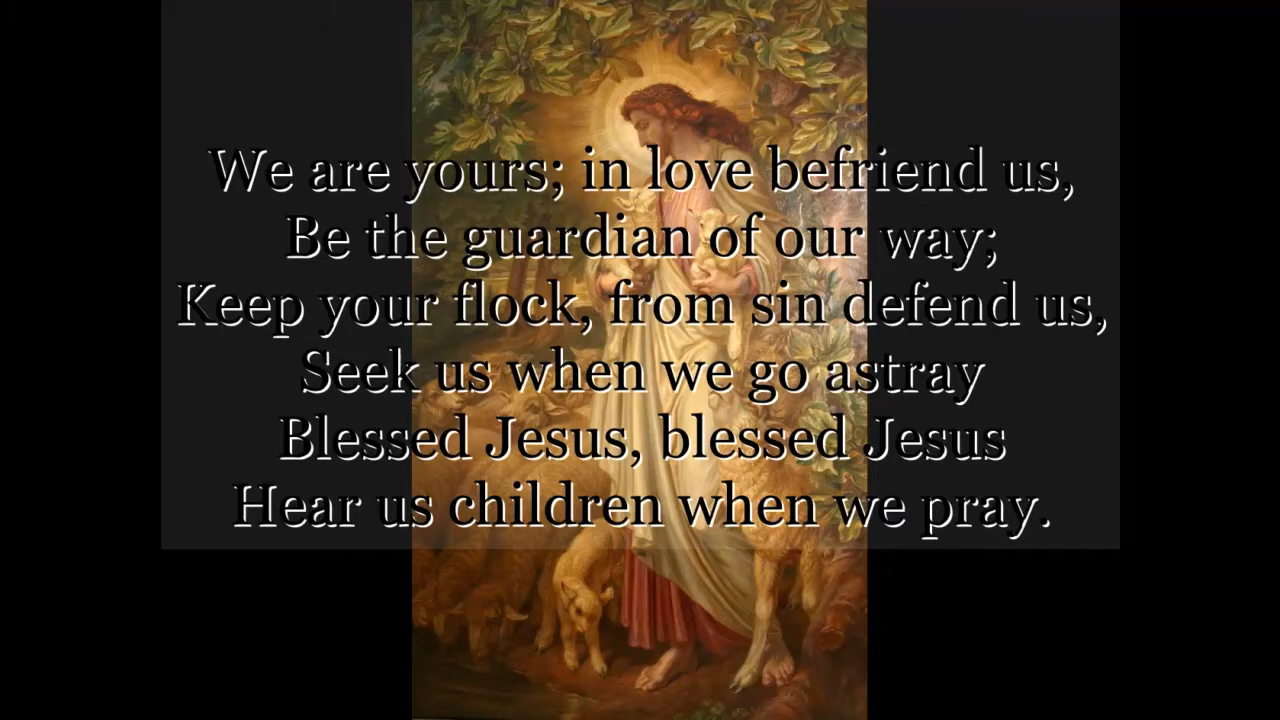 We are yours; in love befriend us,
Be the guardian of our way;
Keep your flock, from sin defend us,
Seek us when we go astray
Blessed Jesus, blessed Jesus
Hear us children when we pray.